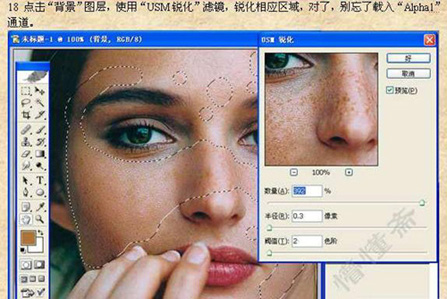 18 点击“背景”图层，使用“USM锐化”滤镜，锐化相应区域，对了，别忘了载入“Alpha1”
通道。
未标题-1 @ 100% (背景, RGB/8)
USM 锐化
好
取消
预览(P)
100%
数量(A): 392 %
半径(R): 0.3 像素
阈值(T): 2 色阶
懵懂斋